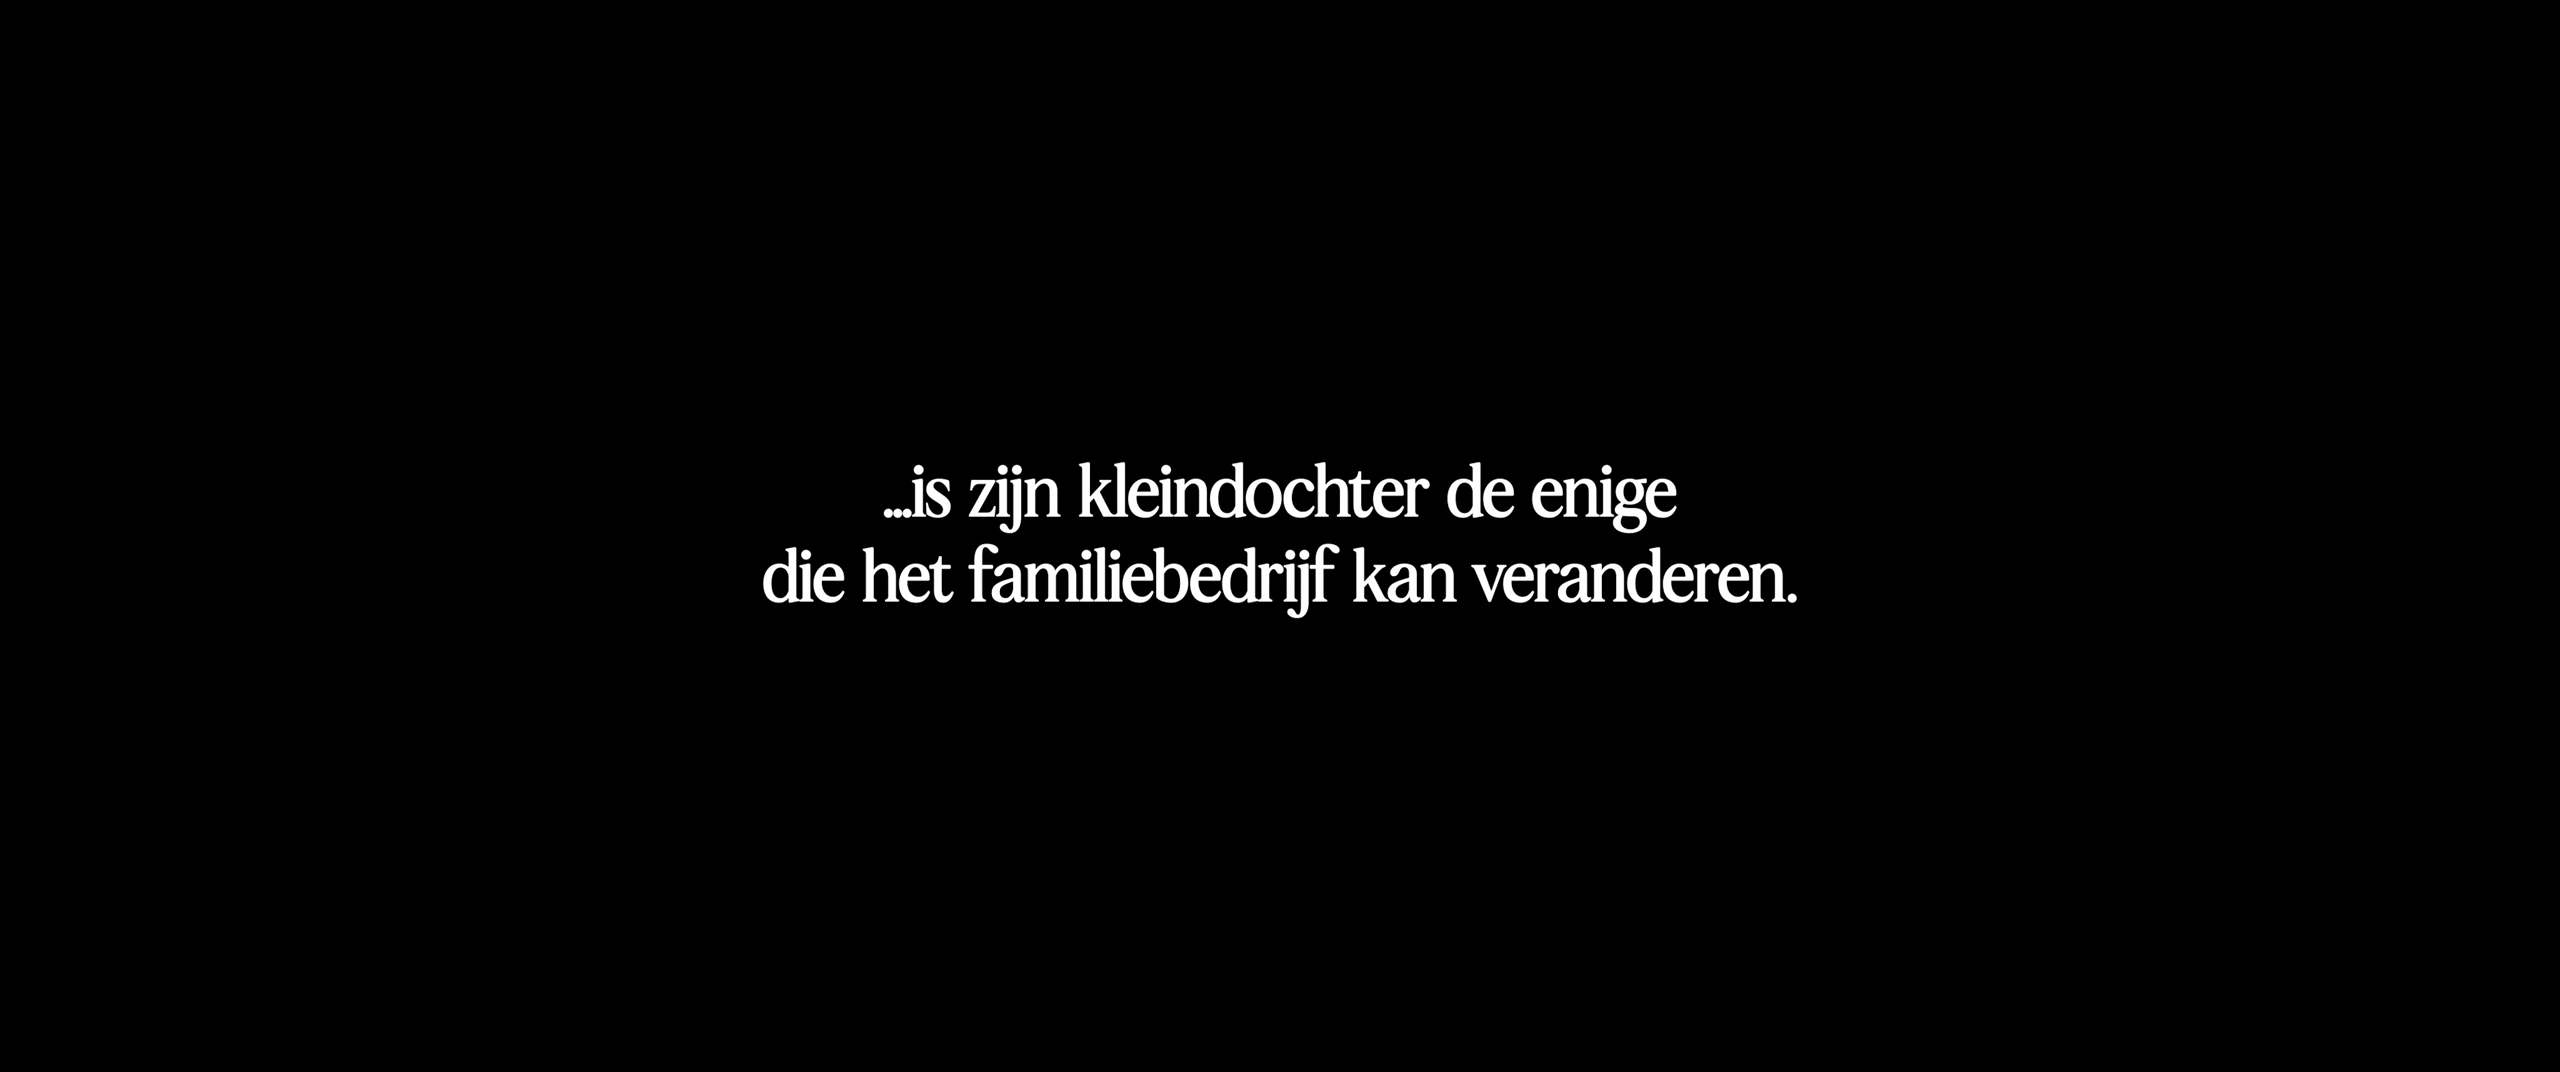 ...is zijn kleindochter de enige
die het familiebedrijf kan veranderen.